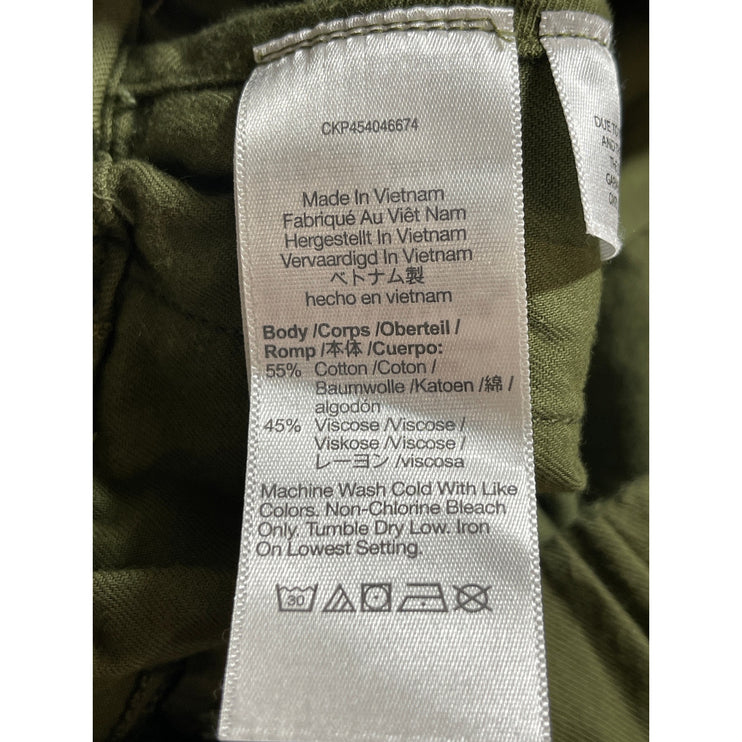 CKP454046674
Made In Vietnam
Fabriqué Au Viêt Nam
Hergestellt In Vietnam
Vervaardigd In Vietnam
ベトナム製
hecho en vietnam
Body /Corps /Oberteil /
Romp /本体 /Cuerpo:
55% Cotton /Coton /
Baumwolle /Katoen /綿 /
algodón
45% Viscose /Viscose /
Viskose /Viscose /
レーヨン /viscosa
Machine Wash Cold With Like
Colors. Non-Chlorine Bleach
Only. Tumble Dry Low. Iron
On Lowest Setting.
30
DUE TO
AND